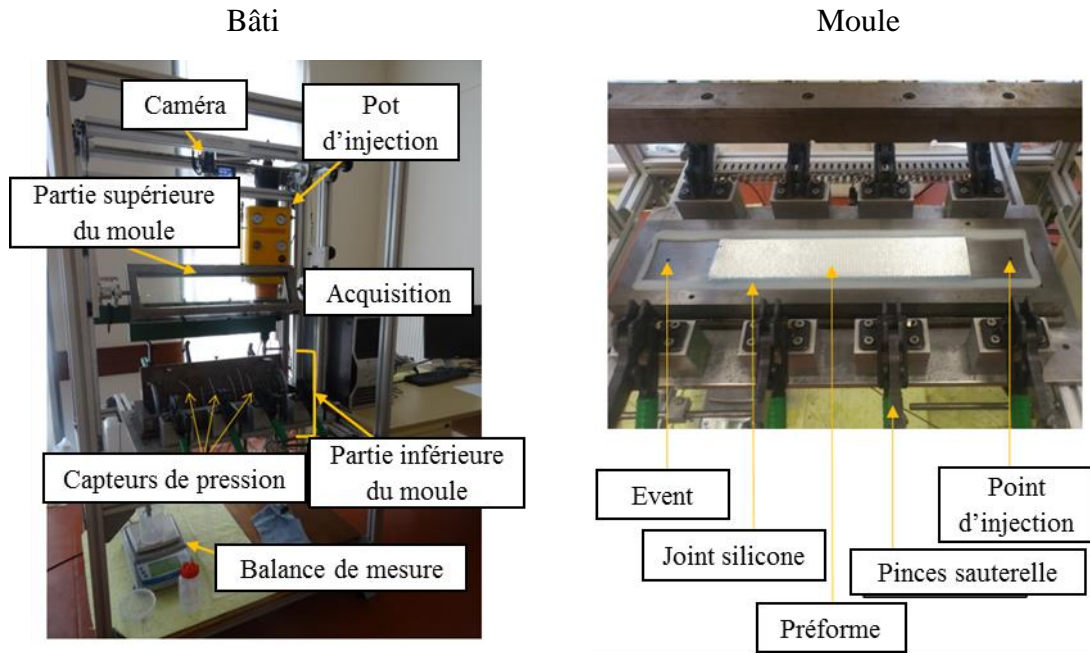 Bâti
Moule
Caméra
Pot
d'injection
Partie supérieure
du moule
Acquisition
Capteurs de pression
Partie inférieure
du moule
Balance de mesure
Event
Joint silicone
Préforme
Point
d'injection
Pinces sauterelle